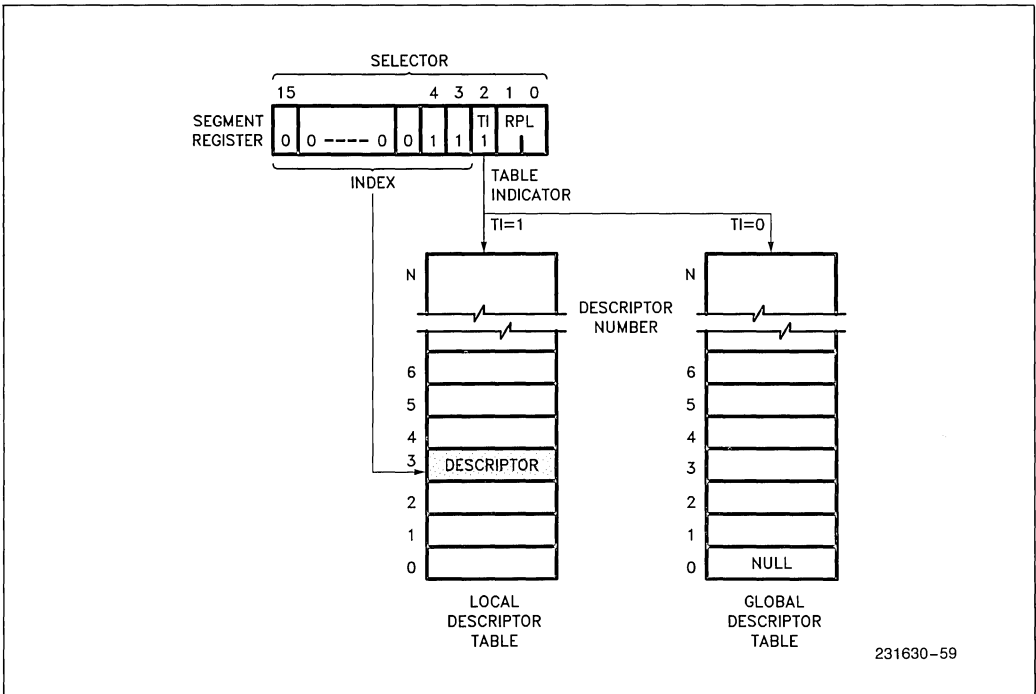 SELECTOR
15 4 3 2 1 0
SEGMENT REGISTER
TI RPL
0 0 ---- 0 0 1 1 1
INDEX
TABLE
INDICATOR
TI=1
TI=0
N
N
DESCRIPTOR
NUMBER
6
5
4
3
DESCRIPTOR
2
1
0
6
5
4
3
2
1
0
NULL
LOCAL
DESCRIPTOR
TABLE
GLOBAL
DESCRIPTOR
TABLE
231630-59